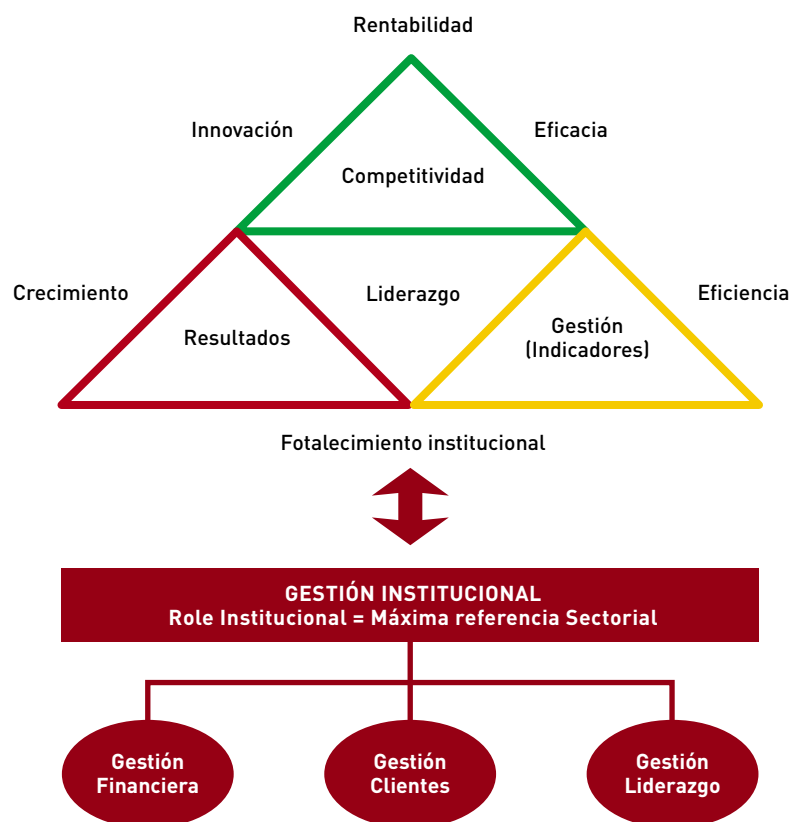 Rentabilidad
Innovación
Eficacia
Competitividad
Crecimiento
Liderazgo
Eficiencia
Resultados
Gestión
(Indicadores)
Fotalecimiento institucional
GESTIÓN INSTITUCIONAL
Role Institucional = Máxima referencia Sectorial
Gestión
Financiera
Gestión
Clientes
Gestión
Liderazgo